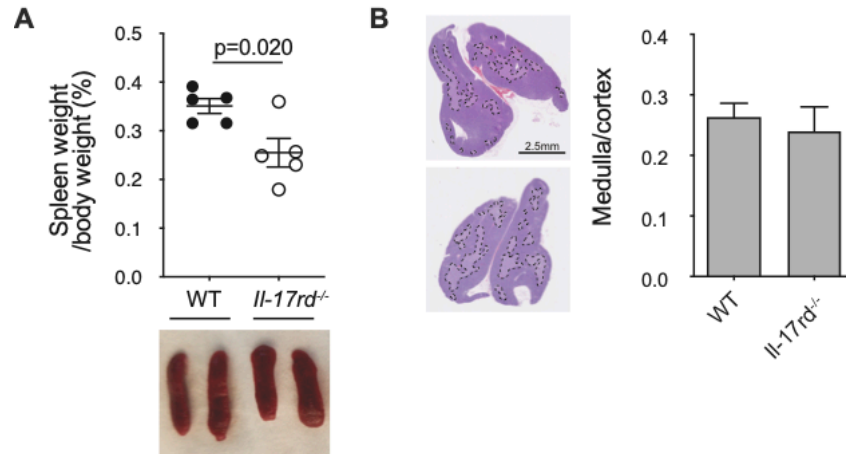 A
p=0.020
Spleen weight
/body weight (%)
0.5
0.4
0.3
0.2
0.1
0.0
WT
Il-17rd-/-
B
2.5mm
Medulla/cortex
0.4
0.3
0.2
0.1
0.0
WT
Il-17rd-/-